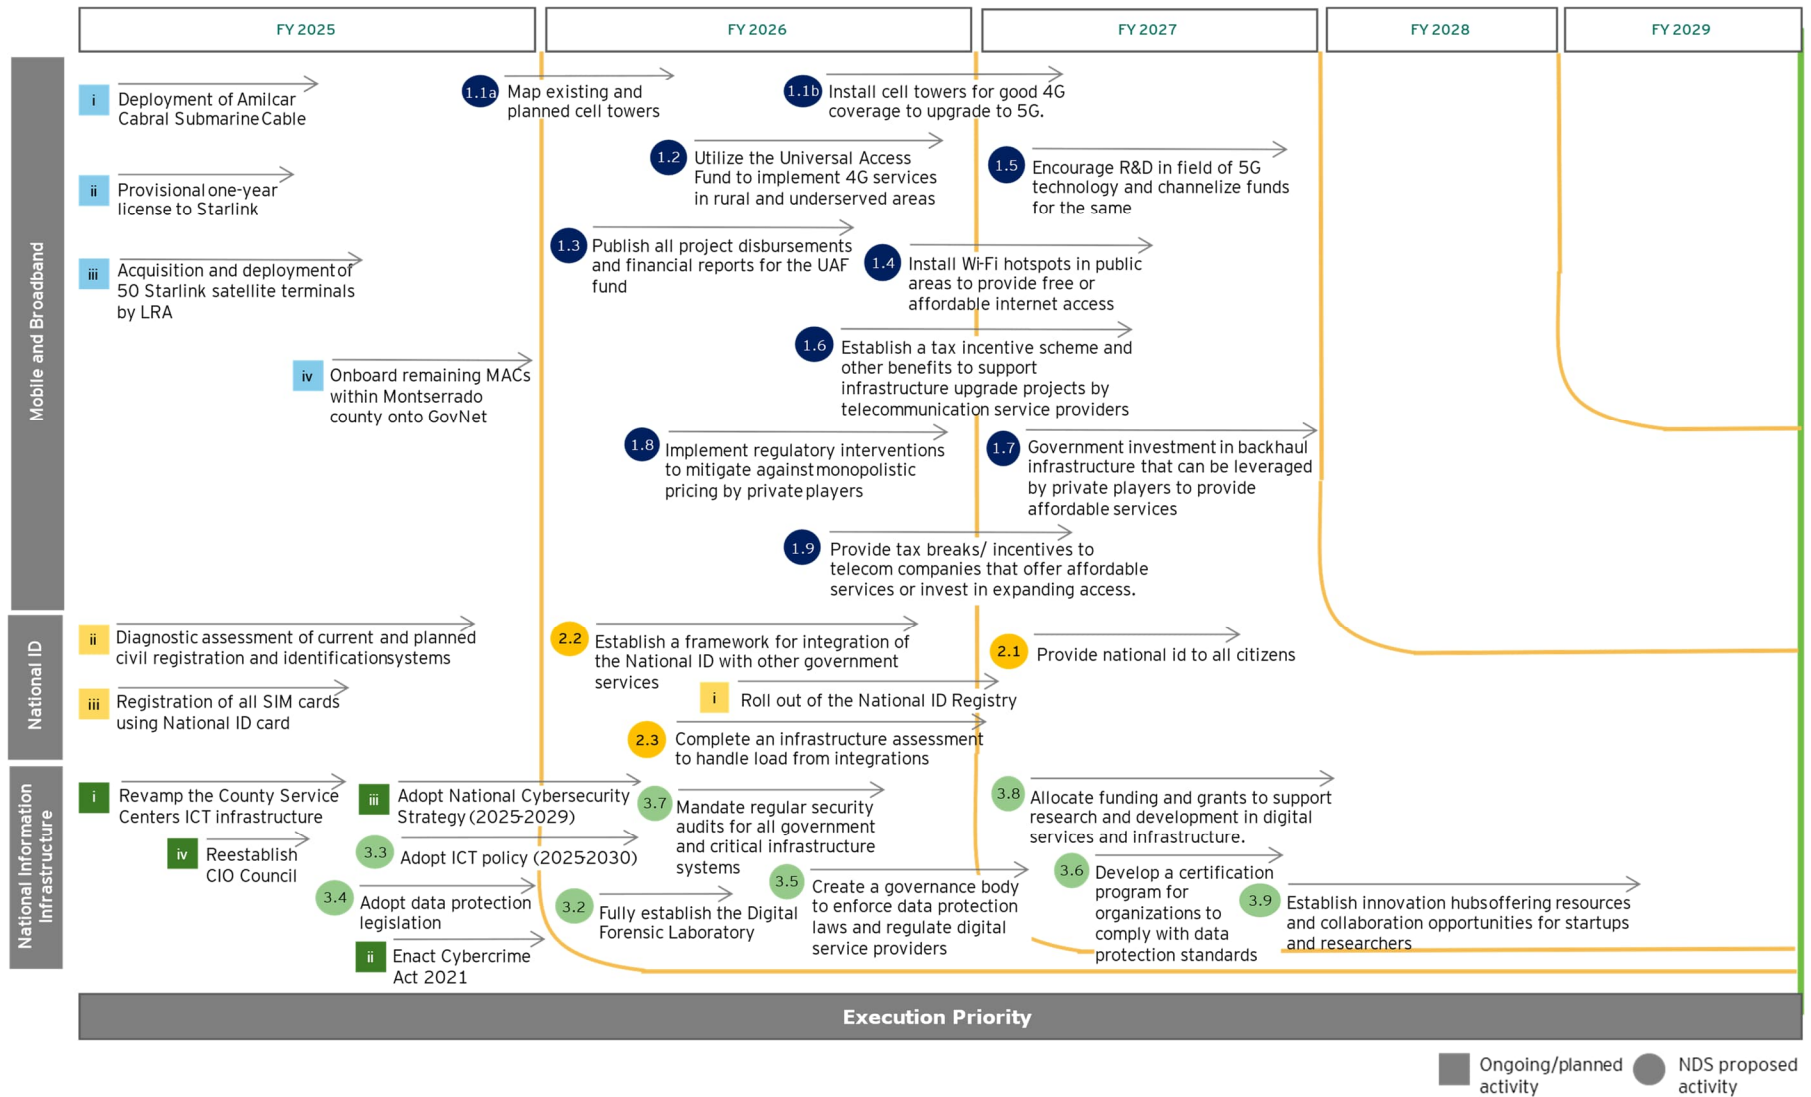 FY 2025
FY 2026
FY 2027
FY 2028
FY 2029
Mobile and Broadband
i
Deployment of Amilcar
Cabral Submarine Cable
1.1a
Map existing and
planned cell towers
1.1b
Install cell towers for good 4G
coverage to upgrade to 5G.
ii
Provisional one-year
license to Starlink
1.2
Utilize the Universal Access
Fund to implement 4G services
in rural and underserved areas
1.5
Encourage R&D in field of 5G
technology and channelize funds
for the same
iii
Acquisition and deployment of
50 Starlink satellite terminals
by LRA
1.3
Publish all project disbursements
and financial reports for the UAF
fund
1.4
Install Wi-Fi hotspots in public
areas to provide free or
affordable internet access
iv
Onboard remaining MACs
within Montserrado
county onto GovNet
1.6
Establish a tax incentive scheme and
other benefits to support
infrastructure upgrade projects by
telecommunication service providers
1.8
Implement regulatory interventions
to mitigate against monopolistic
pricing by private players
1.7
Government investment in backhaul
infrastructure that can be leveraged
by private players to provide
affordable services
1.9
Provide tax breaks/ incentives to
telecom companies that offer affordable
services or invest in expanding access.
National ID
ii
Diagnostic assessment of current and planned
civil registration and identification systems
2.2
Establish a framework for integration of
the National ID with other government
services
2.1
Provide national id to all citizens
iii
Registration of all SIM cards
using National ID card
i
Roll out of the National ID Registry
2.3
Complete an infrastructure assessment
to handle load from integrations
National Information
Infrastructure
i
Revamp the County Service
Centers ICT infrastructure
iii
Adopt National Cybersecurity
Strategy (2025-2029)
3.7
Mandate regular security
audits for all government
and critical infrastructure
systems
3.8
Allocate funding and grants to support
research and development in digital
services and infrastructure.
iv
Reestablish
CIO Council
3.3
Adopt ICT policy (2025-2030)
3.4
Adopt data protection
legislation
3.2
Fully establish the Digital
Forensic Laboratory
3.5
Create a governance body
to enforce data protection
laws and regulate digital
service providers
3.6
Develop a certification
program for
organizations to
comply with data
protection standards
3.9
Establish innovation hubs offering resources
and collaboration opportunities for startups
and researchers
ii
Enact Cybercrime
Act 2021
Execution Priority
Ongoing/planned
activity
NDS proposed
activity